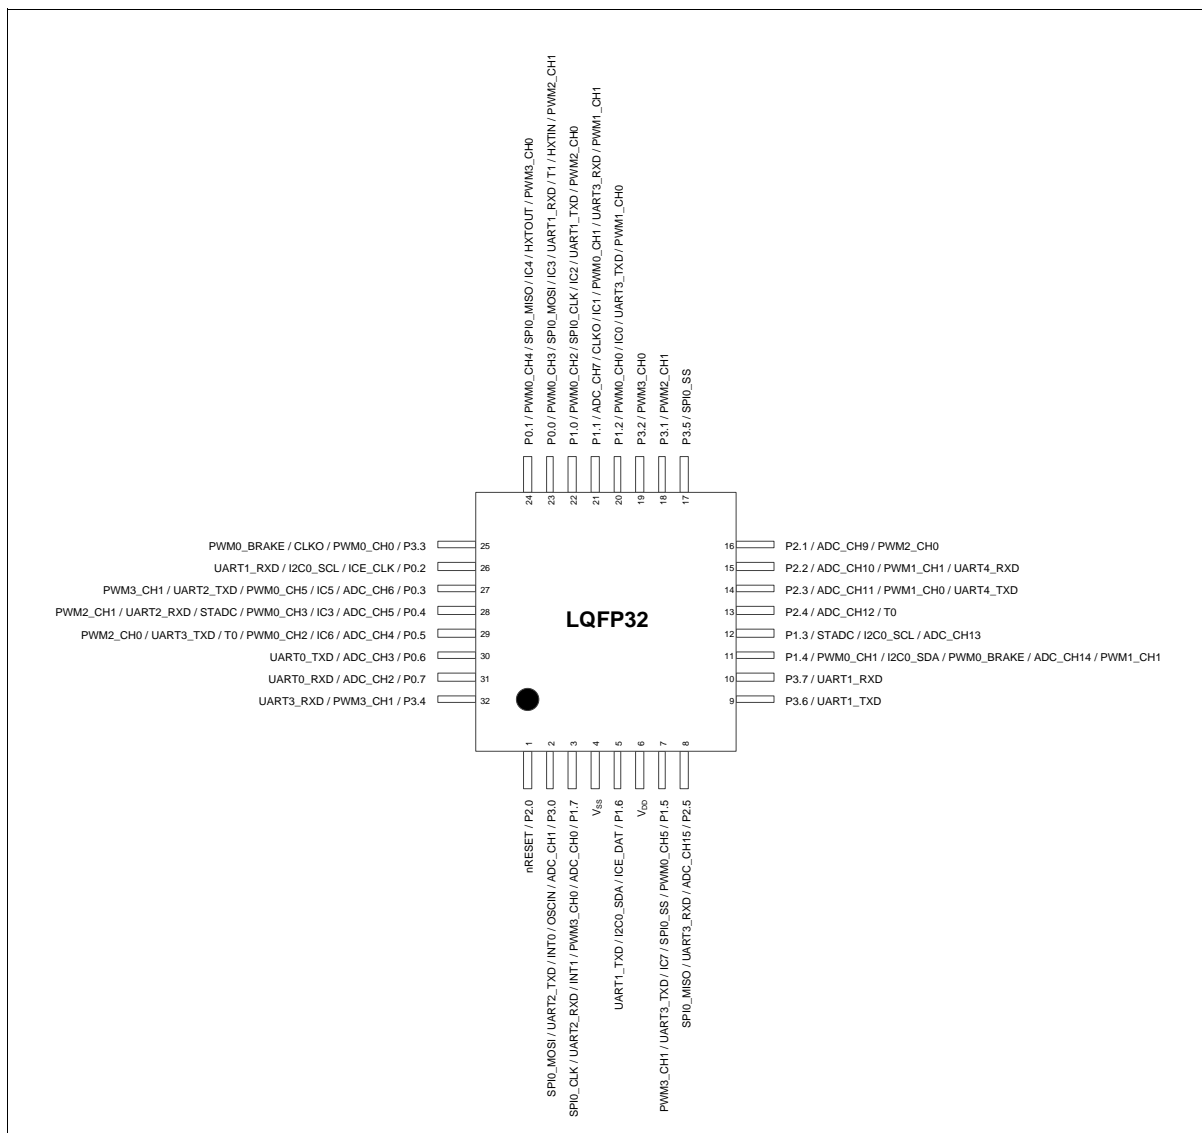 P0.1 / PWM0_CH4 / SPI0_MISO / IC4 / HXTOUT / PWM3_CH0
P0.0 / PWM0_CH3 / SPI0_MOSI / IC3 / UART1_RXD / T1 / HXTIN / PWM2_CH1
P1.0 / PWM0_CH2 / SPI0_CLK / IC2 / UART1_TXD / PWM2_CH0
P1.1 / ADC_CH7 / CLKO / IC1 / PWM0_CH1 / UART3_RXD / PWM1_CH1
P1.2 / PWM0_CH0 / IC0 / UART3_TXD / PWM1_CH0
P3.2 / PWM3_CH0
P3.1 / PWM2_CH1
P3.5 / SPI0_SS
24 23 22 21 20 19 18 17
PWM0_BRAKE / CLKO / PWM0_CH0 / P3.3 25
UART1_RXD / I2C0_SCL / ICE_CLK / P0.2 26
PWM3_CH1 / UART2_TXD / PWM0_CH5 / IC5 / ADC_CH6 / P0.3 27
PWM2_CH1 / UART2_RXD / STADC / PWM0_CH3 / IC3 / ADC_CH5 / P0.4 28
PWM2_CH0 / UART3_TXD / T0 / PWM0_CH2 / IC6 / ADC_CH4 / P0.5 29
UART0_TXD / ADC_CH3 / P0.6 30
UART0_RXD / ADC_CH2 / P0.7 31
UART3_RXD / PWM3_CH1 / P3.4 32
LQFP32
16 P2.1 / ADC_CH9 / PWM2_CH0
15 P2.2 / ADC_CH10 / PWM1_CH1 / UART4_RXD
14 P2.3 / ADC_CH11 / PWM1_CH0 / UART4_TXD
13 P2.4 / ADC_CH12 / T0
12 P1.3 / STADC / I2C0_SCL / ADC_CH13
11 P1.4 / PWM0_CH1 / I2C0_SDA / PWM0_BRAKE / ADC_CH14 / PWM1_CH1
10 P3.7 / UART1_RXD
9 P3.6 / UART1_TXD
1 2 3 4 5 6 7 8
nRESET / P2.0
SPI0_MOSI / UART2_TXD / INT0 / OSCIN / ADC_CH1 / P3.0
SPI0_CLK / UART2_RXD / INT1 / PWM3_CH0 / ADC_CH0 / P1.7
VSS
UART1_TXD / I2C0_SDA / ICE_DAT / P1.6
VDD
PWM3_CH1 / UART3_TXD / IC7 / SPI0_SS / PWM0_CH5 / P1.5
SPI0_MISO / UART3_RXD / ADC_CH15 / P2.5